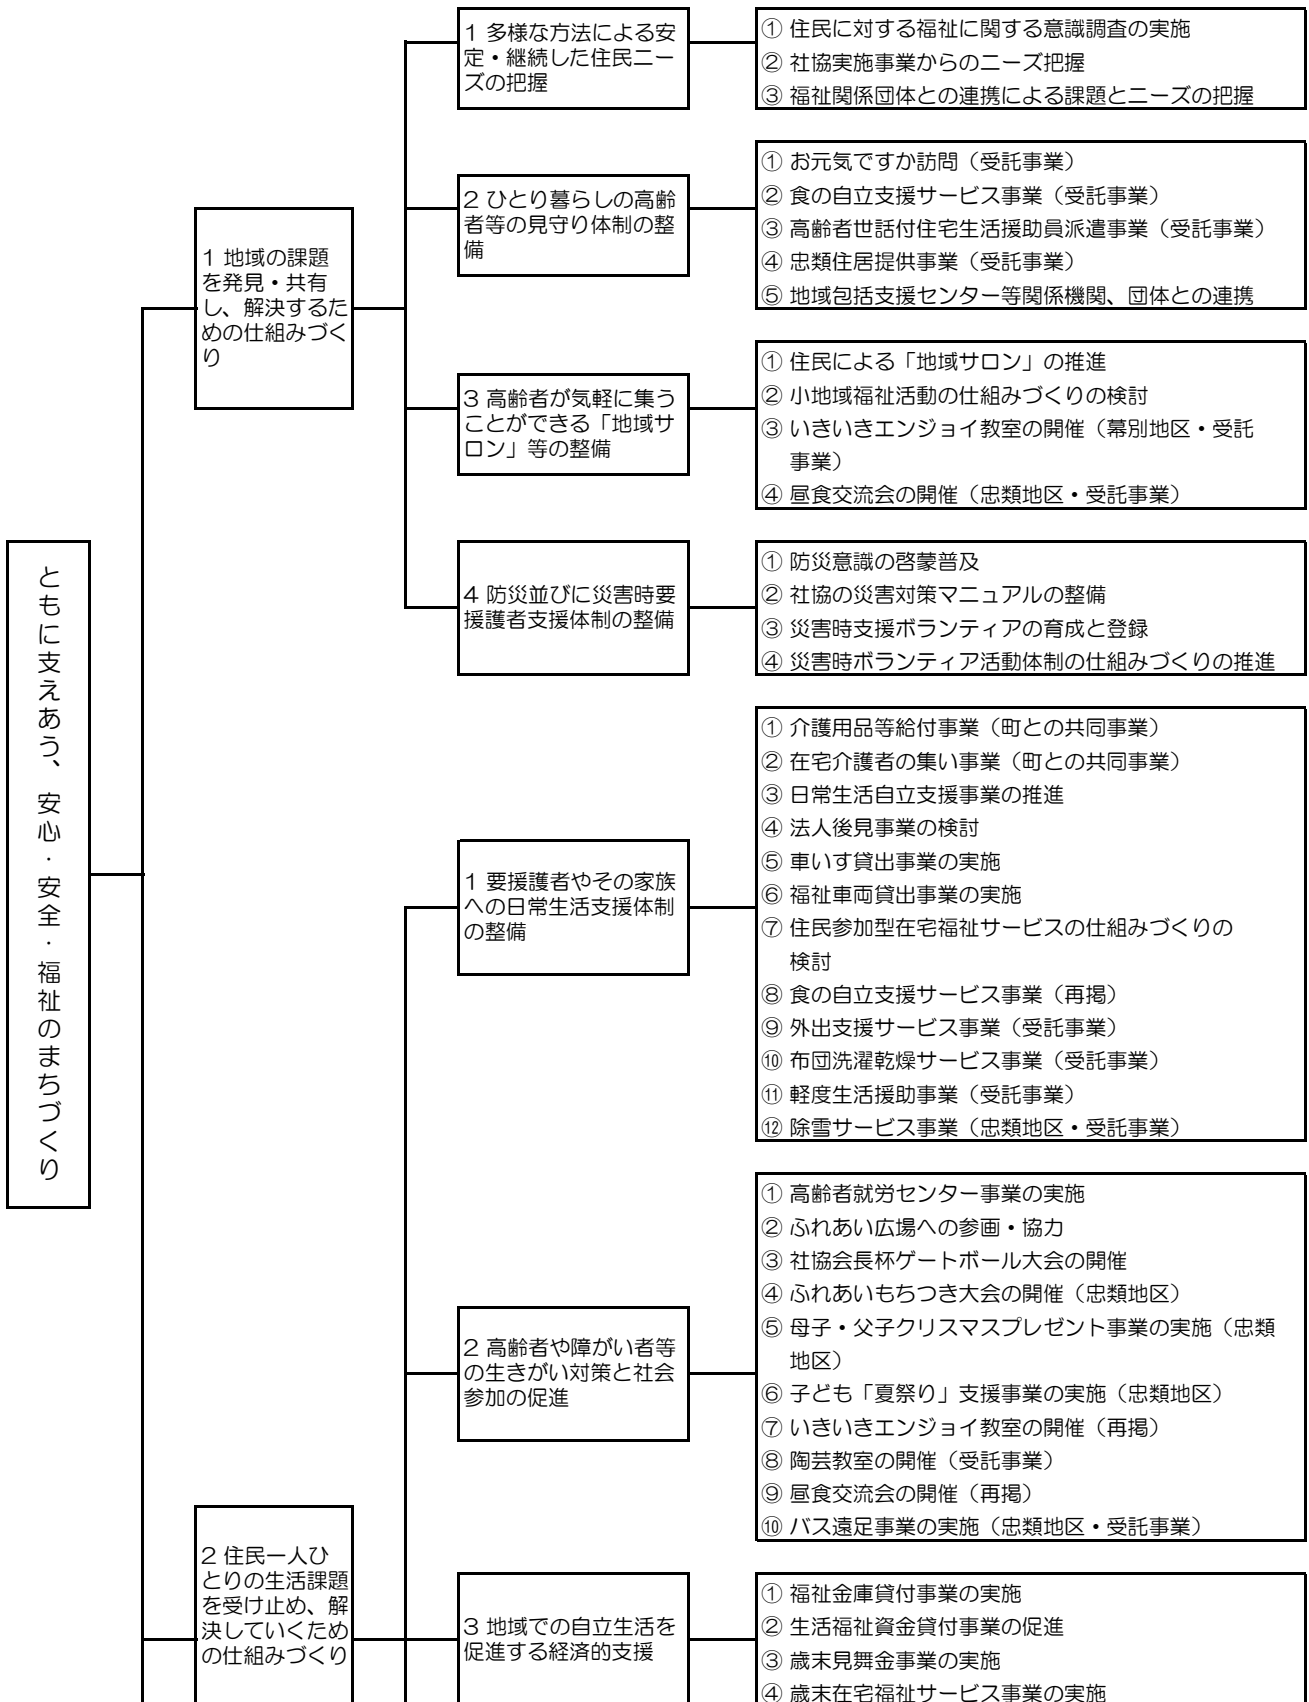 ともに支えあう、安心・安全・福祉のまちづくり
1 地域の課題
を発見・共有
し、解決するた
めの仕組みづく
り
1 多様な方法による安
定・継続した住民ニー
ズの把握
① 住民に対する福祉に関する意識調査の実施
② 社協実施事業からのニーズ把握
③ 福祉関係団体との連携による課題とニーズの把握
2 ひとり暮らしの高齢
者等の見守り体制の整
備
① お元気ですか訪問（受託事業）
② 食の自立支援サービス事業（受託事業）
③ 高齢者世話付住宅生活援助員派遣事業（受託事業）
④ 忠類住居提供事業（受託事業）
⑤ 地域包括支援センター等関係機関、団体との連携
3 高齢者が気軽に集う
ことができる「地域サ
ロン」等の整備
① 住民による「地域サロン」の推進
② 小地域福祉活動の仕組みづくりの検討
③ いきいきエンジョイ教室の開催（幕別地区・受託
事業）
④ 昼食交流会の開催（忠類地区・受託事業）
4 防災並びに災害時要
援護者支援体制の整備
① 防災意識の啓蒙普及
② 社協の災害対策マニュアルの整備
③ 災害時支援ボランティアの育成と登録
④ 災害時ボランティア活動体制の仕組みづくりの推進
2 住民一人ひ
とりの生活課題
を受け止め、解
決していくため
の仕組みづくり
1 要援護者やその家族
への日常生活支援体制
の整備
① 介護用品等給付事業（町との共同事業）
② 在宅介護者の集い事業（町との共同事業）
③ 日常生活自立支援事業の推進
④ 法人後見事業の検討
⑤ 車いす貸出事業の実施
⑥ 福祉車両貸出事業の実施
⑦ 住民参加型在宅福祉サービスの仕組みづくりの
検討
⑧ 食の自立支援サービス事業（再掲）
⑨ 外出支援サービス事業（受託事業）
⑩ 布団洗濯乾燥サービス事業（受託事業）
⑪ 軽度生活援助事業（受託事業）
⑫ 除雪サービス事業（忠類地区・受託事業）
2 高齢者や障がい者等
の生きがい対策と社会
参加の促進
① 高齢者就労センター事業の実施
② ふれあい広場への参画・協力
③ 社協会長杯ゲートボール大会の開催
④ ふれあいもちつき大会の開催（忠類地区）
⑤ 母子・父子クリスマスプレゼント事業の実施（忠類
地区）
⑥ 子ども「夏祭り」支援事業の実施（忠類地区）
⑦ いきいきエンジョイ教室の開催（再掲）
⑧ 陶芸教室の開催（受託事業）
⑨ 昼食交流会の開催（再掲）
⑩ バス遠足事業の実施（忠類地区・受託事業）
3 地域での自立生活を
促進する経済的支援
① 福祉金庫貸付事業の実施
② 生活福祉資金貸付事業の促進
③ 歳末見舞金事業の実施
④ 歳末在宅福祉サービス事業の実施